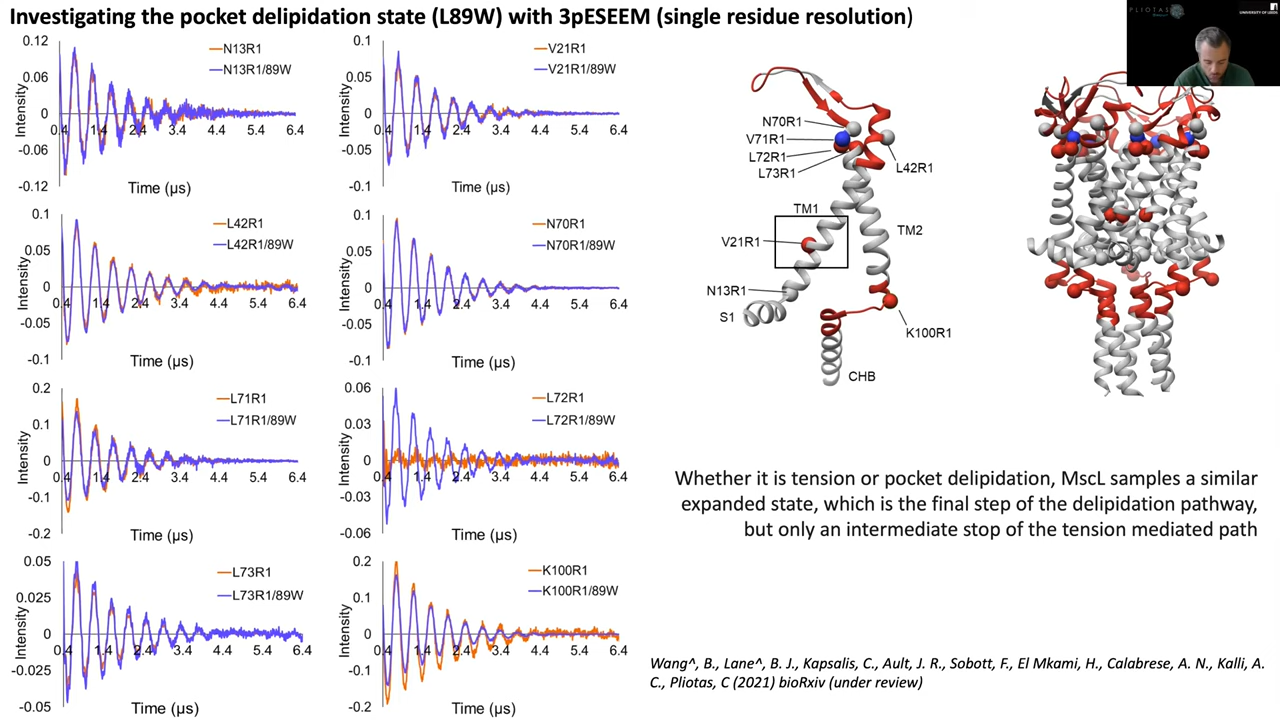 Investigating the pocket delipidation state (L89W) with 3pESEEM (single residue resolution)
PLIOTAS
UNIVERSITY OF LEEDS
0.12
0.06
0
-0.06
-0.12
Intensity
0.4 1.4 2.4 3.4 4.4 5.4 6.4
Time (µs)
N13R1
N13R1/89W
0.1
0.05
0
-0.05
-0.1
Intensity
0.4 1.4 2.4 3.4 4.4 5.4 6.4
Time (µs)
V21R1
V21R1/89W
0.1
0.05
0
-0.05
-0.1
Intensity
0.4 1.4 2.4 3.4 4.4 5.4 6.4
Time (µs)
L42R1
L42R1/89W
0.1
0.05
0
-0.05
-0.1
Intensity
0.4 1.4 2.4 3.4 4.4 5.4 6.4
Time (µs)
N70R1
N70R1/89W
0.2
0.1
0
-0.1
-0.2
Intensity
0.4 1.4 2.4 3.4 4.4 5.4 6.4
Time (µs)
L71R1
L71R1/89W
0.06
0.03
0
-0.03
-0.06
Intensity
0.4 1.4 2.4 3.4 4.4 5.4 6.4
Time (µs)
L72R1
L72R1/89W
0.05
0.025
0
-0.025
-0.05
Intensity
0.4 1.4 2.4 3.4 4.4 5.4 6.4
Time (µs)
L73R1
L73R1/89W
0.2
0.1
0
-0.1
-0.2
Intensity
0.4 1.4 2.4 3.4 4.4 5.4 6.4
Time (µs)
K100R1
K100R1/89W
N70R1
V71R1
L72R1
L73R1
L42R1
TM1
V21R1
TM2
N13R1
S1
K100R1
CHB
Whether it is tension or pocket delipidation, MscL samples a similar
expanded state, which is the final step of the delipidation pathway,
but only an intermediate stop of the tension mediated path
Wang^, B., Lane^, B. J., Kapsalis, C., Ault, J. R., Sobott, F., El Mkami, H., Calabrese, A. N., Kalli, A.
C., Pliotas, C (2021) bioRxiv (under review)